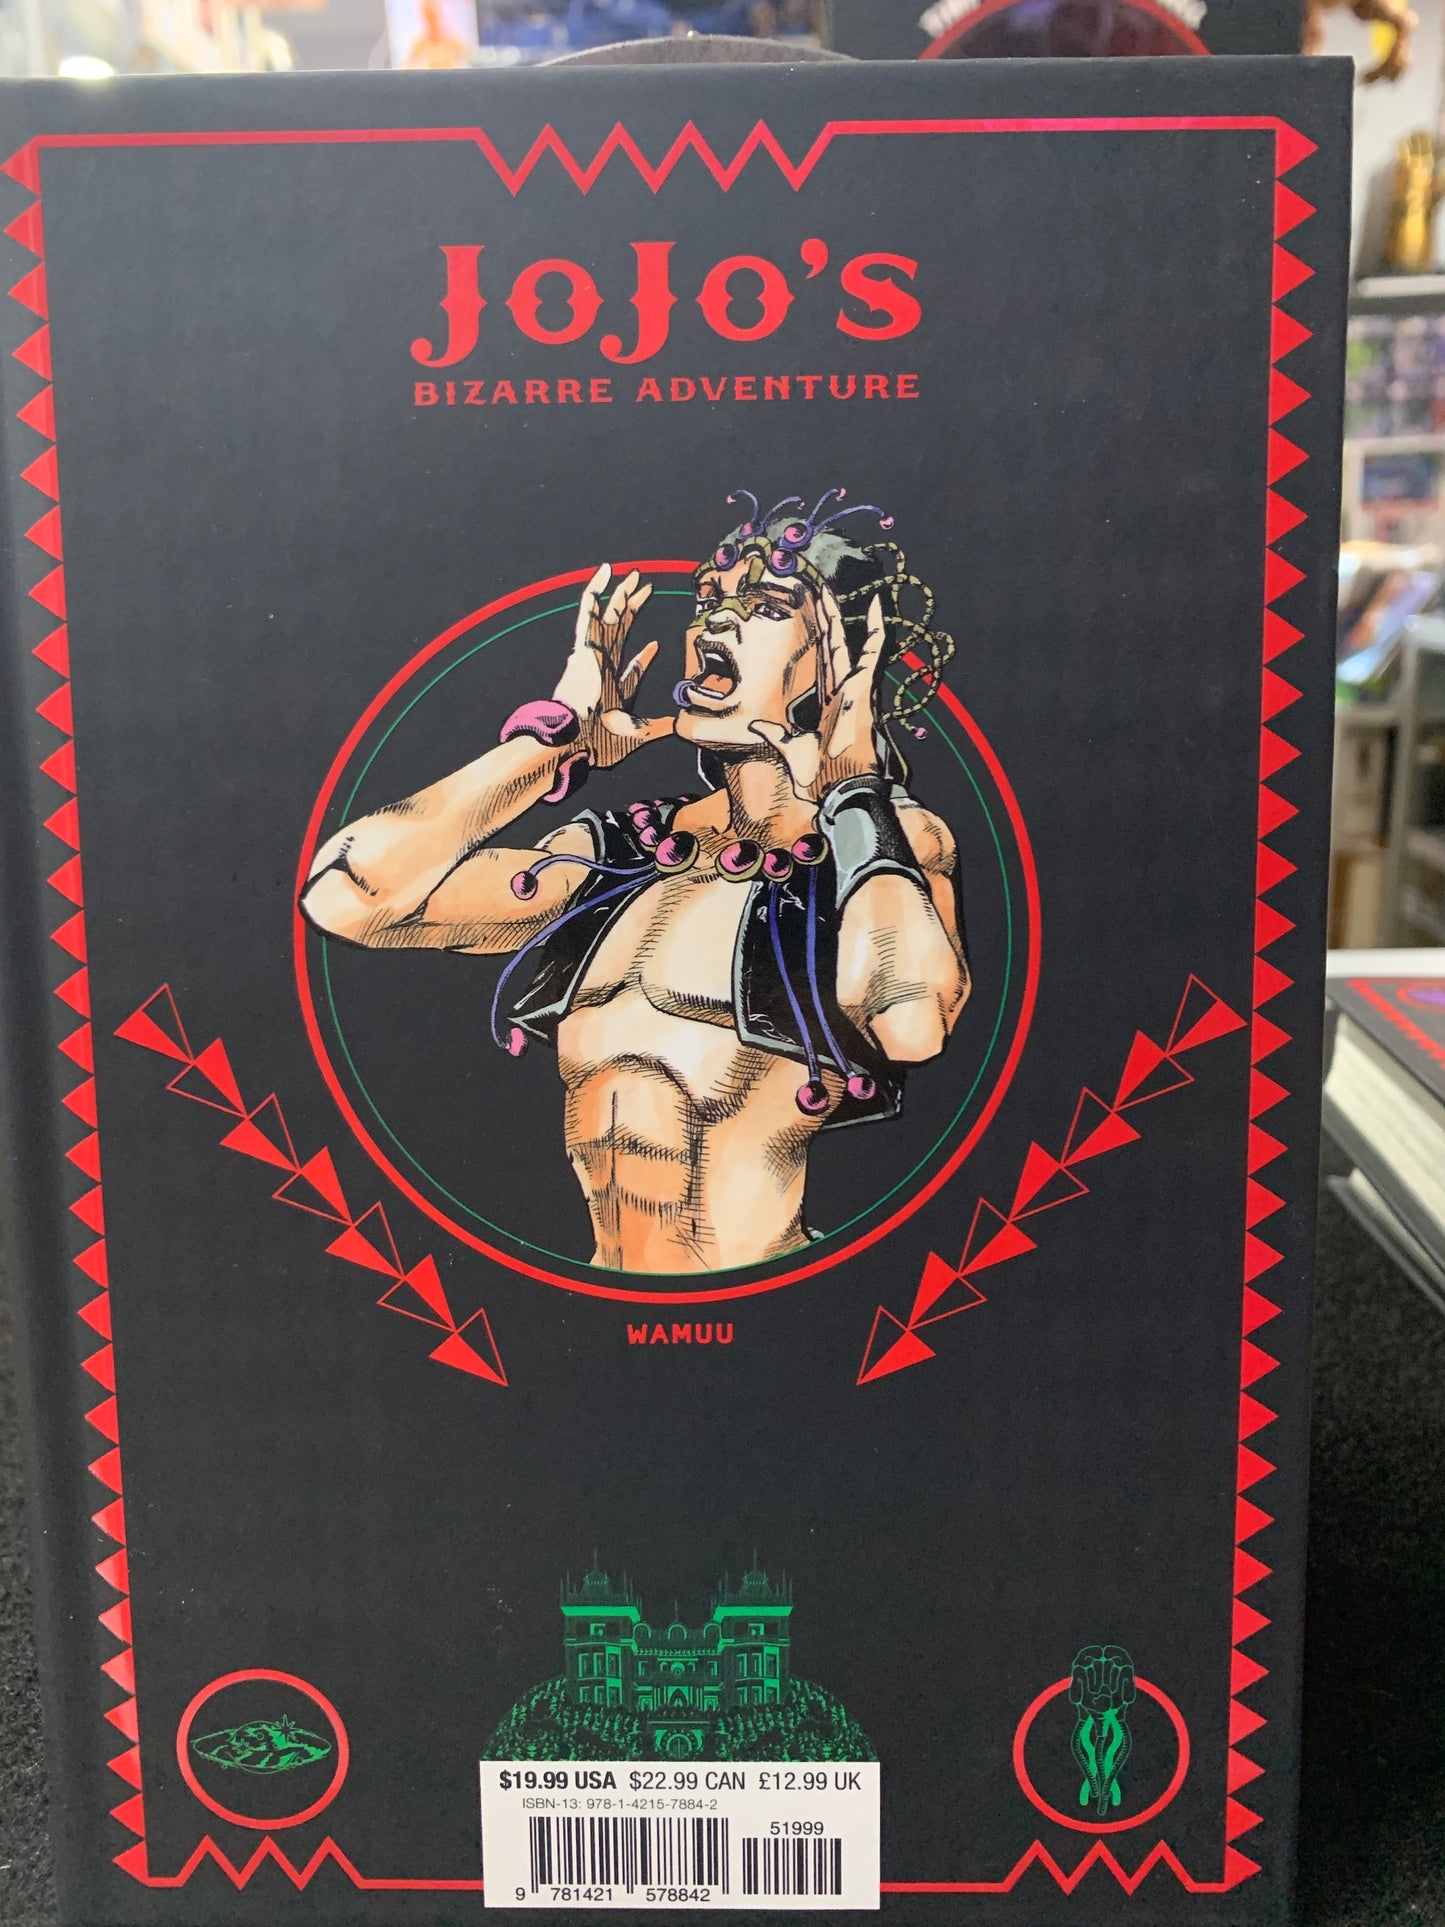 JoJo's
BIZARRE ADVENTURE
WAMUU
$19.99 USA $22.99 CAN £12.99 UK
ISBN-13: 978-1-4215-7884-2
51999
9 781421 578842